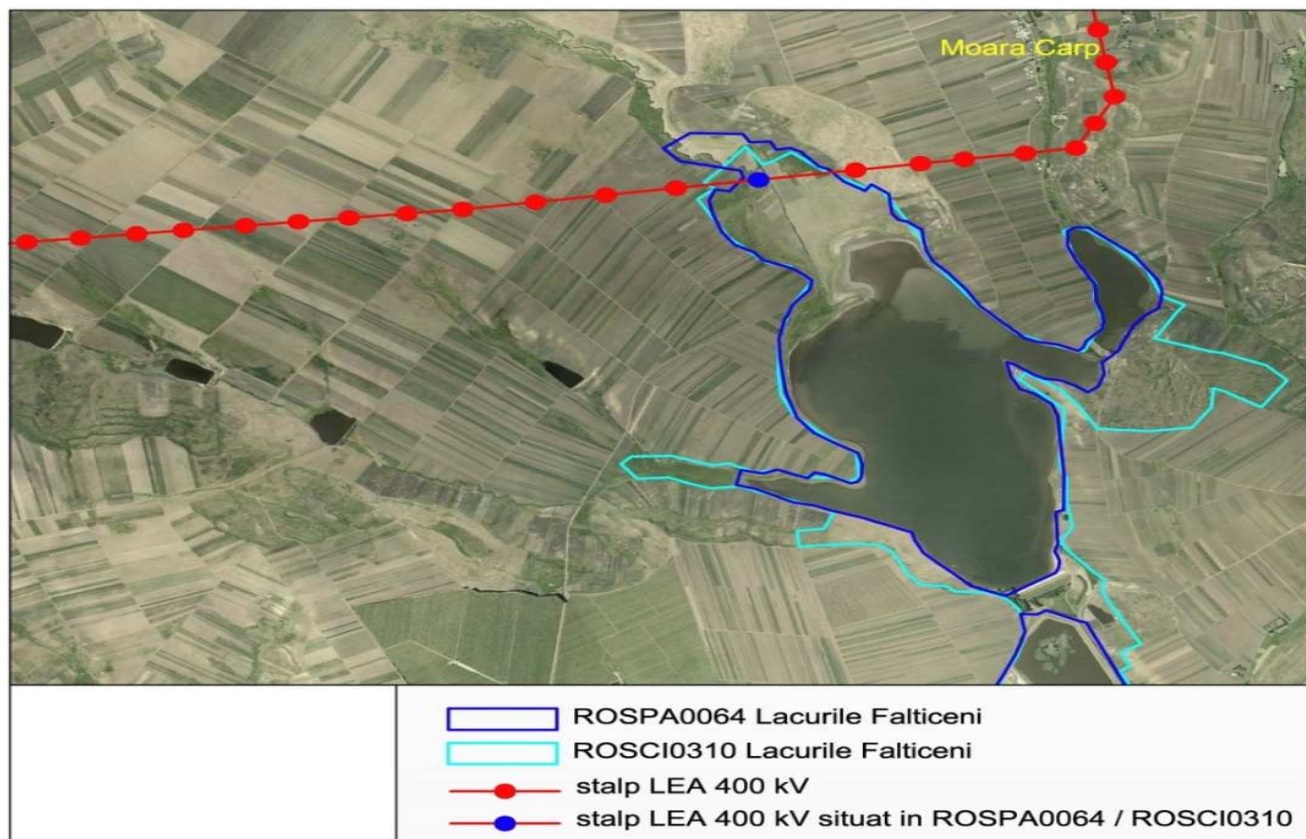 Moara Carp
ROSPA0064 Lacurile Falticeni
ROSCI0310 Lacurile Falticeni
stalp LEA 400 kV
stalp LEA 400 kV situat in ROSPA0064 / ROSCI0310